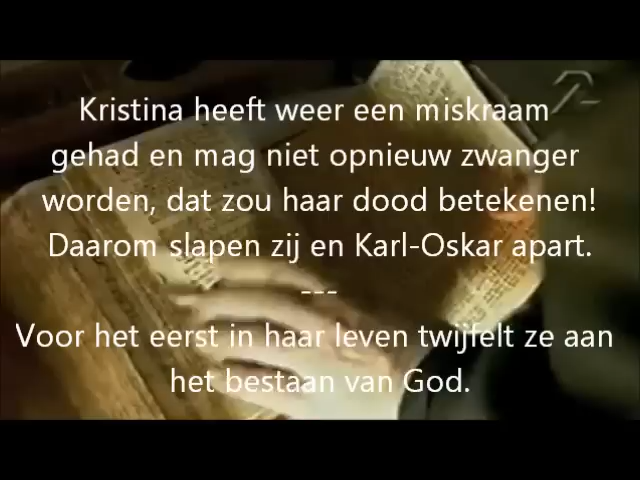 Kristina heeft weer een miskraam
gehad en mag niet opnieuw zwanger
worden, dat zou haar dood betekenen!
Daarom slapen zij en Karl-Oskar apart.
---
Voor het eerst in haar leven twijfelt ze aan
het bestaan van God.